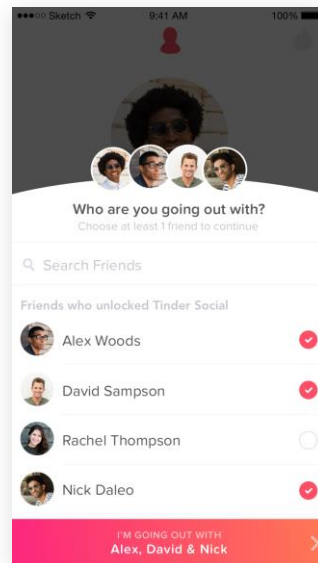 Sketch 9:41 AM 100%
Who are you going out with?
Choose at least 1 friend to continue
Search Friends
Friends who unlocked Tinder Social
Alex Woods
David Sampson
Rachel Thompson
Nick Daleo
I'M GOING OUT WITH
Alex, David & Nick